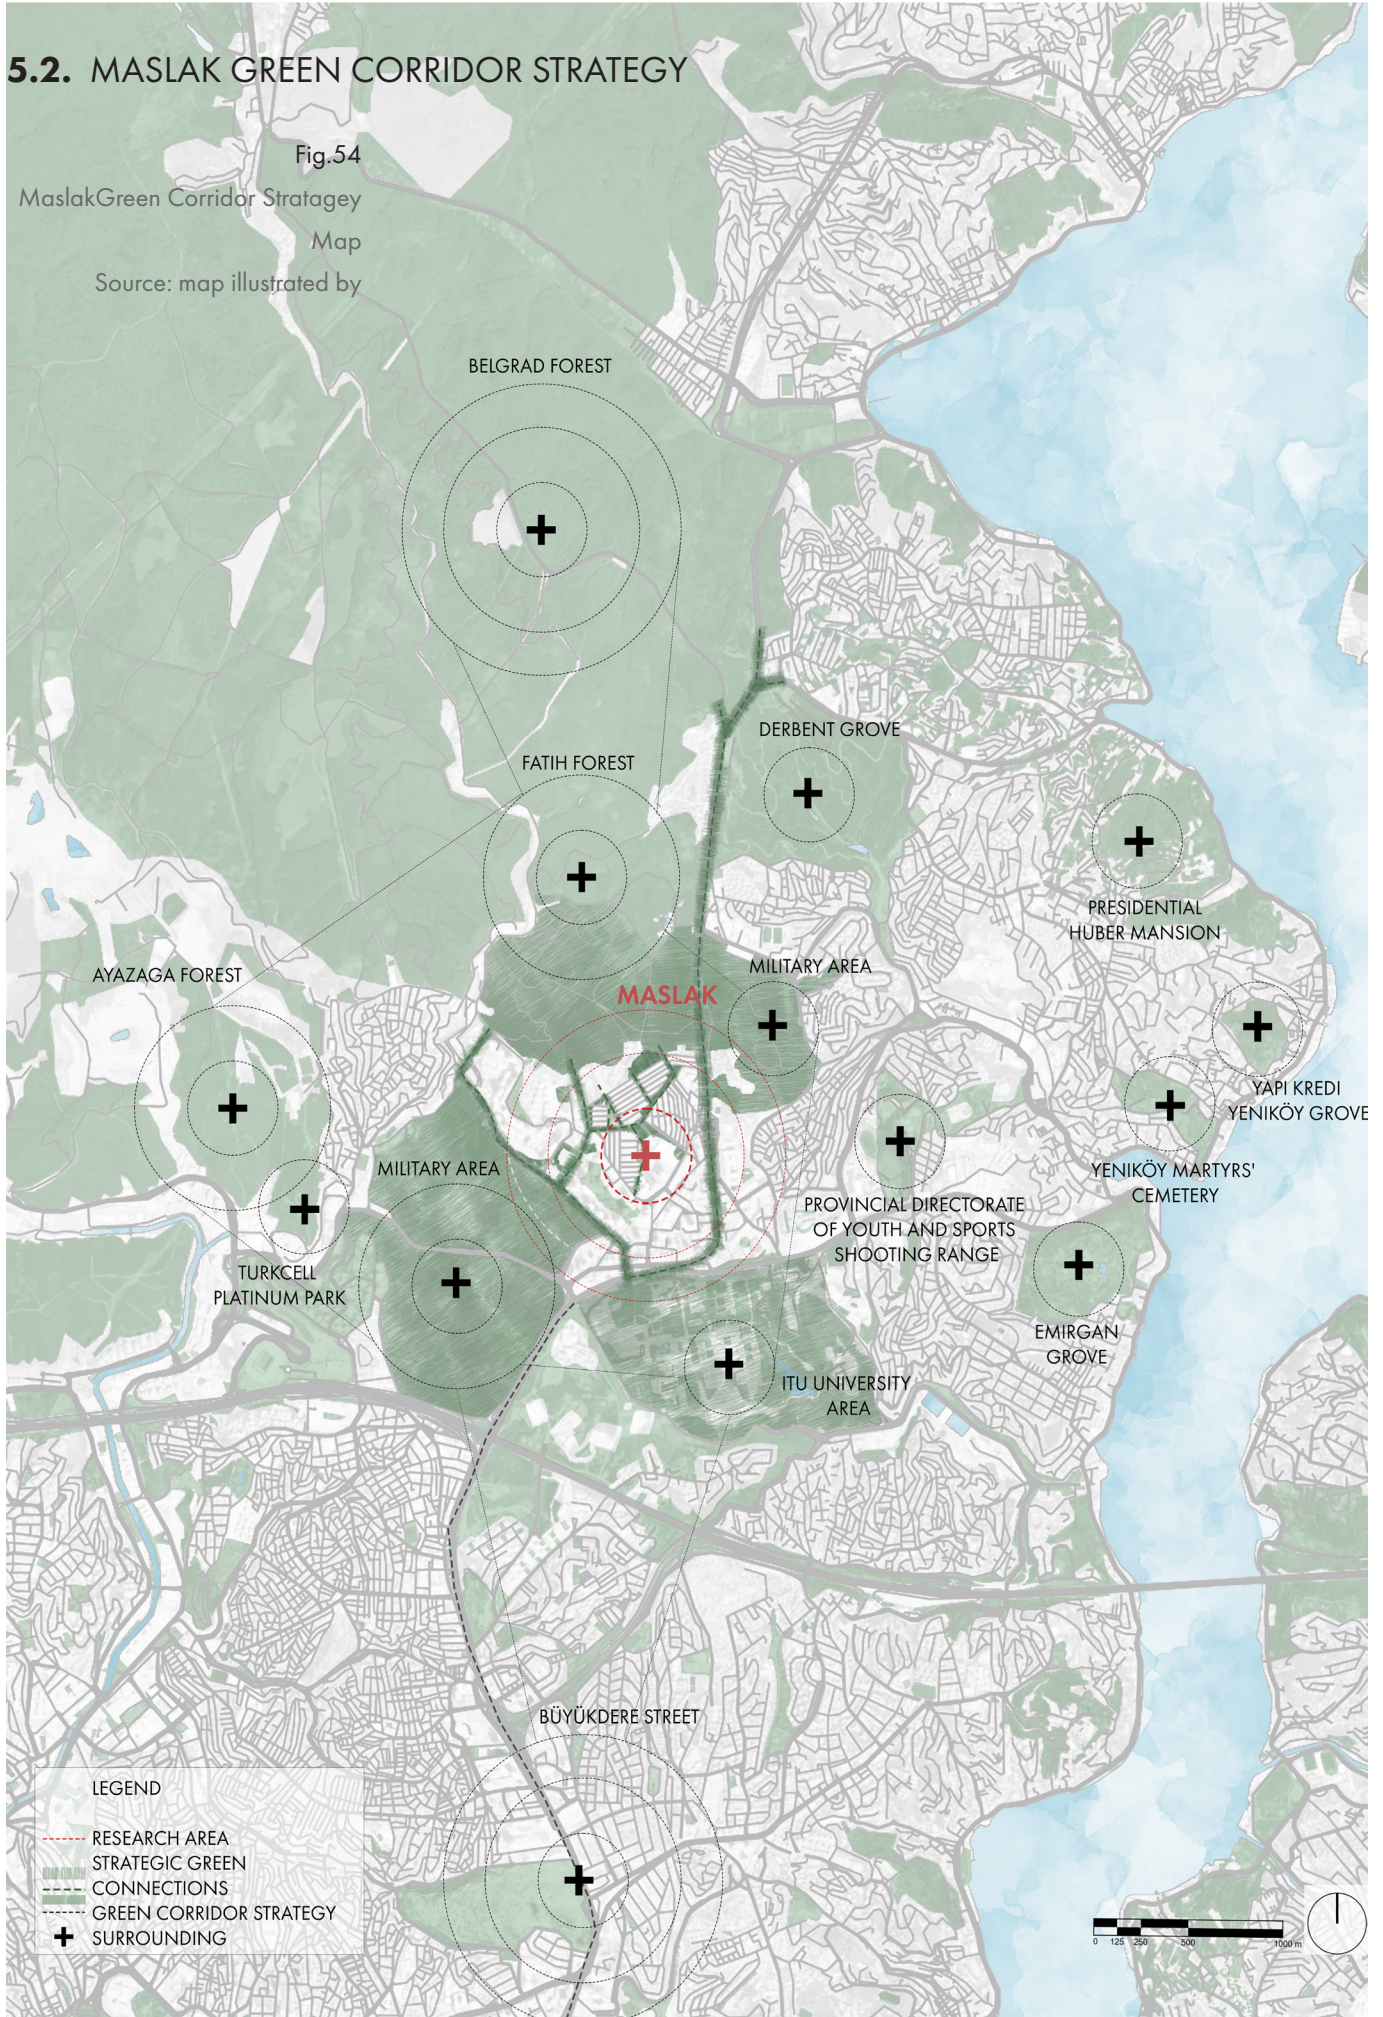 5.2. MASLAK GREEN CORRIDOR STRATEGY
Fig.54
MaslakGreen Corridor Stratagey
Map
Source: map illustrated by
BELGRAD FOREST
DERBENT GROVE
FATIH FOREST
PRESIDENTIAL
HUBER MANSION
MILITARY AREA
AYAZAGA FOREST
MASLAK
YAPI KREDI
YENIKÖY GROVE
MILITARY AREA
YENIKÖY MARTYRS'
CEMETERY
PROVINCIAL DIRECTORATE
OF YOUTH AND SPORTS
SHOOTING RANGE
TURKCELL
PLATINUM PARK
EMIRGAN
GROVE
ITU UNIVERSITY
AREA
BÜYÜKDERE STREET
LEGEND
RESEARCH AREA
STRATEGIC GREEN
CONNECTIONS
GREEN CORRIDOR STRATEGY
SURROUNDING
0 125 250 500 1000 m